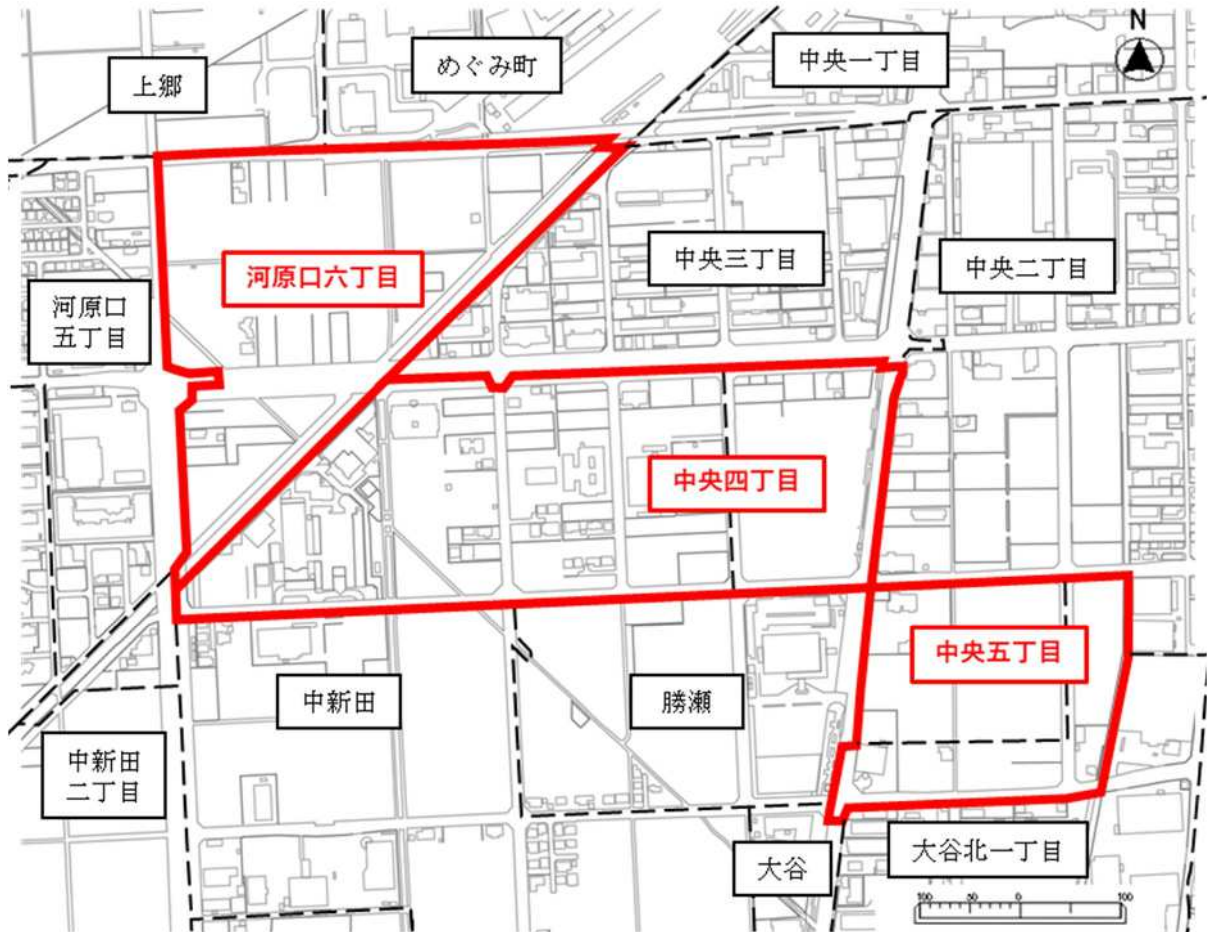 N
めぐみ町
中央一丁目
上郷
中央三丁目
中央二丁目
河原口六丁目
河原口
五丁目
中央四丁目
中央五丁目
中新田
勝瀬
中新田
二丁目
大谷
大谷北一丁目
100 50 0 100